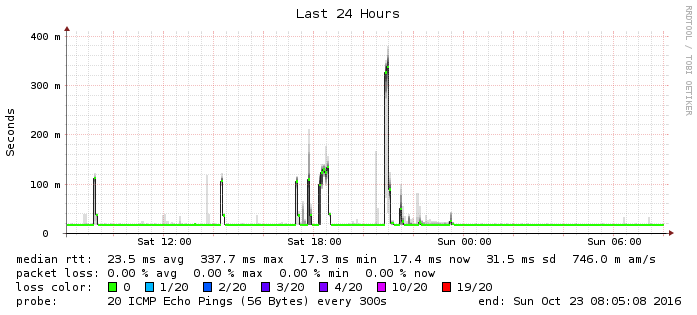 Last 24 Hours
RRDTOOL / TOBI OETIKER
400 m
300 m
200 m
100 m
0
Seconds
Sat 12:00 Sat 18:00 Sun 00:00 Sun 06:00
median rtt: 23.5 ms avg 337.7 ms max 17.3 ms min 17.4 ms now 31.5 ms sd 746.0 m am/s
packet loss: 0.00 % avg 0.00 % max 0.00 % min 0.00 % now
loss color: 0 1/20 2/20 3/20 4/20 10/20 19/20
probe: 20 ICMP Echo Pings (56 Bytes) every 300s end: Sun Oct 23 08:05:08 2016